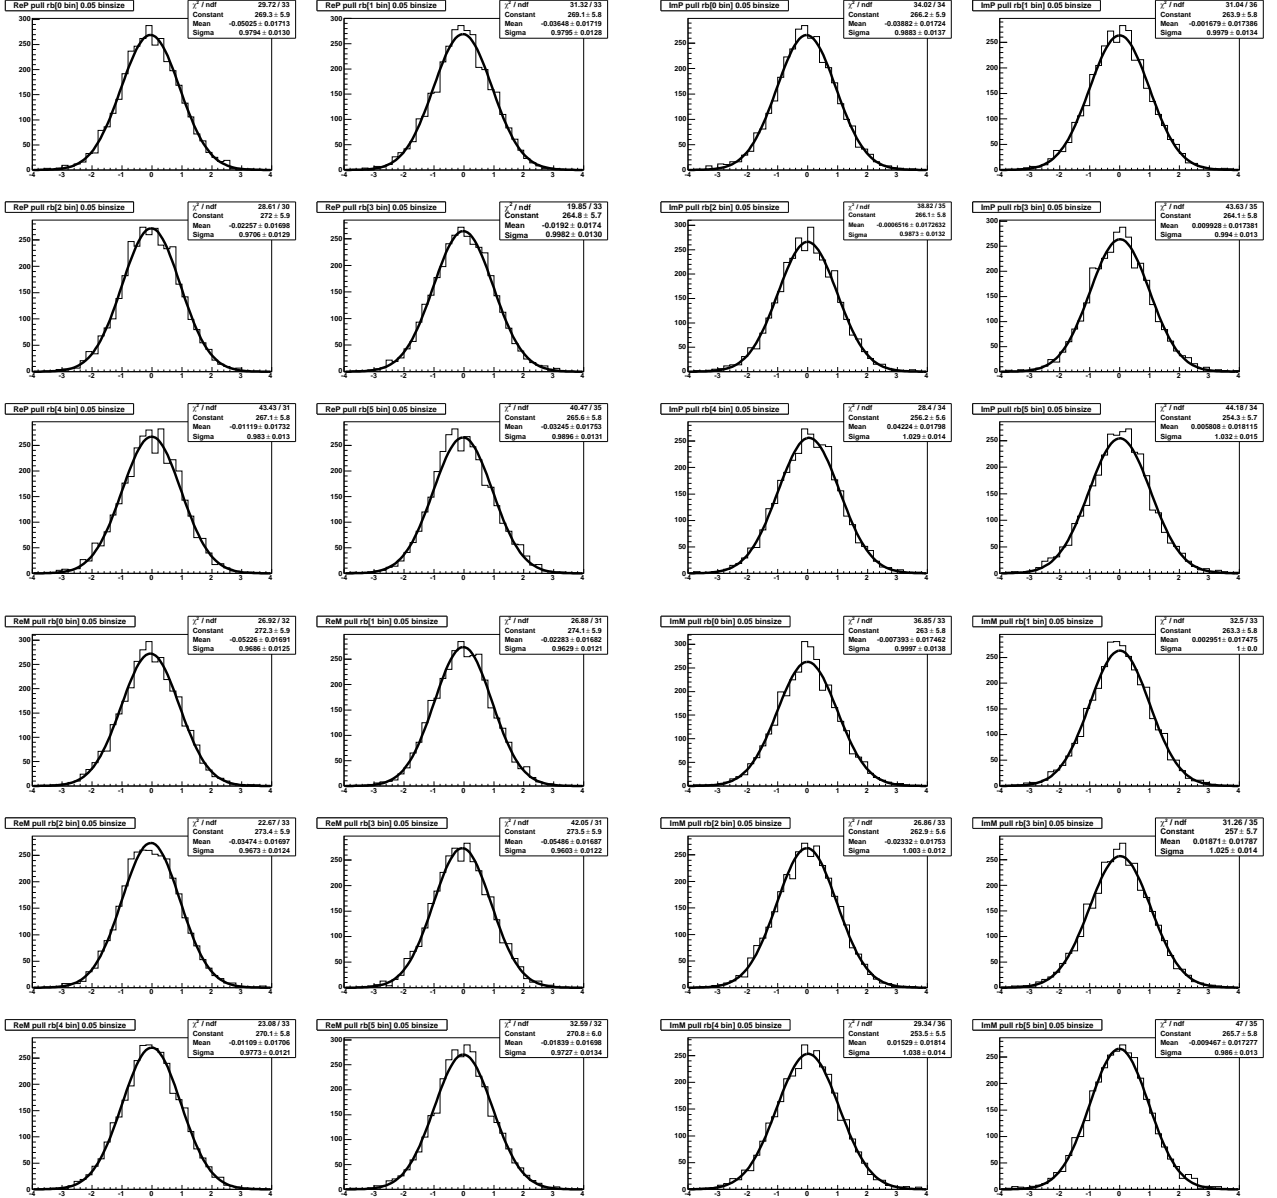 ReP pull rb[0 bin] 0.05 binsize
χ² / ndf 29.72 / 33
Constant 269.3 ± 5.9
Mean -0.05025 ± 0.01713
Sigma 0.9794 ± 0.0130
ReP pull rb[1 bin] 0.05 binsize
χ² / ndf 31.32 / 33
Constant 269.1 ± 5.8
Mean -0.03648 ± 0.01719
Sigma 0.9795 ± 0.0128
ImP pull rb[0 bin] 0.05 binsize
χ² / ndf 34.02 / 34
Constant 266.2 ± 5.9
Mean -0.03882 ± 0.01724
Sigma 0.9883 ± 0.0137
ImP pull rb[1 bin] 0.05 binsize
χ² / ndf 31.04 / 36
Constant 263.9 ± 5.8
Mean -0.001679 ± 0.017386
Sigma 0.9979 ± 0.0134
ReP pull rb[2 bin] 0.05 binsize
χ² / ndf 28.61 / 30
Constant 272 ± 5.9
Mean -0.02257 ± 0.01698
Sigma 0.9706 ± 0.0129
ReP pull rb[3 bin] 0.05 binsize
χ² / ndf 19.85 / 33
Constant 264.8 ± 5.7
Mean -0.0192 ± 0.0174
Sigma 0.9982 ± 0.0130
ImP pull rb[2 bin] 0.05 binsize
χ² / ndf 38.82 / 35
Constant 266.1 ± 5.8
Mean -0.0006516 ± 0.0172632
Sigma 0.9873 ± 0.0132
ImP pull rb[3 bin] 0.05 binsize
χ² / ndf 43.63 / 35
Constant 264.1 ± 5.8
Mean 0.009928 ± 0.017381
Sigma 0.994 ± 0.013
ReP pull rb[4 bin] 0.05 binsize
χ² / ndf 43.43 / 31
Constant 267.1 ± 5.8
Mean -0.01119 ± 0.01732
Sigma 0.983 ± 0.013
ReP pull rb[5 bin] 0.05 binsize
χ² / ndf 40.47 / 35
Constant 265.6 ± 5.8
Mean -0.03245 ± 0.01753
Sigma 0.9896 ± 0.0131
ImP pull rb[4 bin] 0.05 binsize
χ² / ndf 28.4 / 34
Constant 256.2 ± 5.6
Mean 0.04224 ± 0.01798
Sigma 1.029 ± 0.014
ImP pull rb[5 bin] 0.05 binsize
χ² / ndf 44.18 / 34
Constant 254.3 ± 5.7
Mean 0.005808 ± 0.018115
Sigma 1.032 ± 0.015
ReM pull rb[0 bin] 0.05 binsize
χ² / ndf 26.92 / 32
Constant 272.3 ± 5.9
Mean -0.05226 ± 0.01691
Sigma 0.9686 ± 0.0125
ReM pull rb[1 bin] 0.05 binsize
χ² / ndf 26.88 / 31
Constant 274.1 ± 5.9
Mean -0.02283 ± 0.01682
Sigma 0.9629 ± 0.0121
ImM pull rb[0 bin] 0.05 binsize
χ² / ndf 36.85 / 33
Constant 263 ± 5.8
Mean -0.007393 ± 0.017462
Sigma 0.9997 ± 0.0138
ImM pull rb[1 bin] 0.05 binsize
χ² / ndf 32.5 / 33
Constant 263.3 ± 5.8
Mean 0.002951 ± 0.017475
Sigma 1 ± 0.0
ReM pull rb[2 bin] 0.05 binsize
χ² / ndf 22.67 / 33
Constant 273.4 ± 5.9
Mean -0.03474 ± 0.01697
Sigma 0.9673 ± 0.0124
ReM pull rb[3 bin] 0.05 binsize
χ² / ndf 42.05 / 31
Constant 273.5 ± 5.9
Mean -0.05486 ± 0.01687
Sigma 0.9603 ± 0.0122
ImM pull rb[2 bin] 0.05 binsize
χ² / ndf 26.86 / 33
Constant 262.9 ± 5.6
Mean -0.02332 ± 0.01753
Sigma 1.003 ± 0.012
ImM pull rb[3 bin] 0.05 binsize
χ² / ndf 31.26 / 35
Constant 257 ± 5.7
Mean 0.01871 ± 0.01787
Sigma 1.025 ± 0.014
ReM pull rb[4 bin] 0.05 binsize
χ² / ndf 23.08 / 33
Constant 270.1 ± 5.8
Mean -0.01109 ± 0.01706
Sigma 0.9773 ± 0.0121
ReM pull rb[5 bin] 0.05 binsize
χ² / ndf 32.59 / 32
Constant 270.8 ± 6.0
Mean -0.01839 ± 0.01698
Sigma 0.9727 ± 0.0134
ImM pull rb[4 bin] 0.05 binsize
χ² / ndf 29.34 / 36
Constant 253.5 ± 5.5
Mean 0.01529 ± 0.01814
Sigma 1.038 ± 0.014
ImM pull rb[5 bin] 0.05 binsize
χ² / ndf 47 / 35
Constant 265.7 ± 5.8
Mean -0.009467 ± 0.017277
Sigma 0.986 ± 0.013